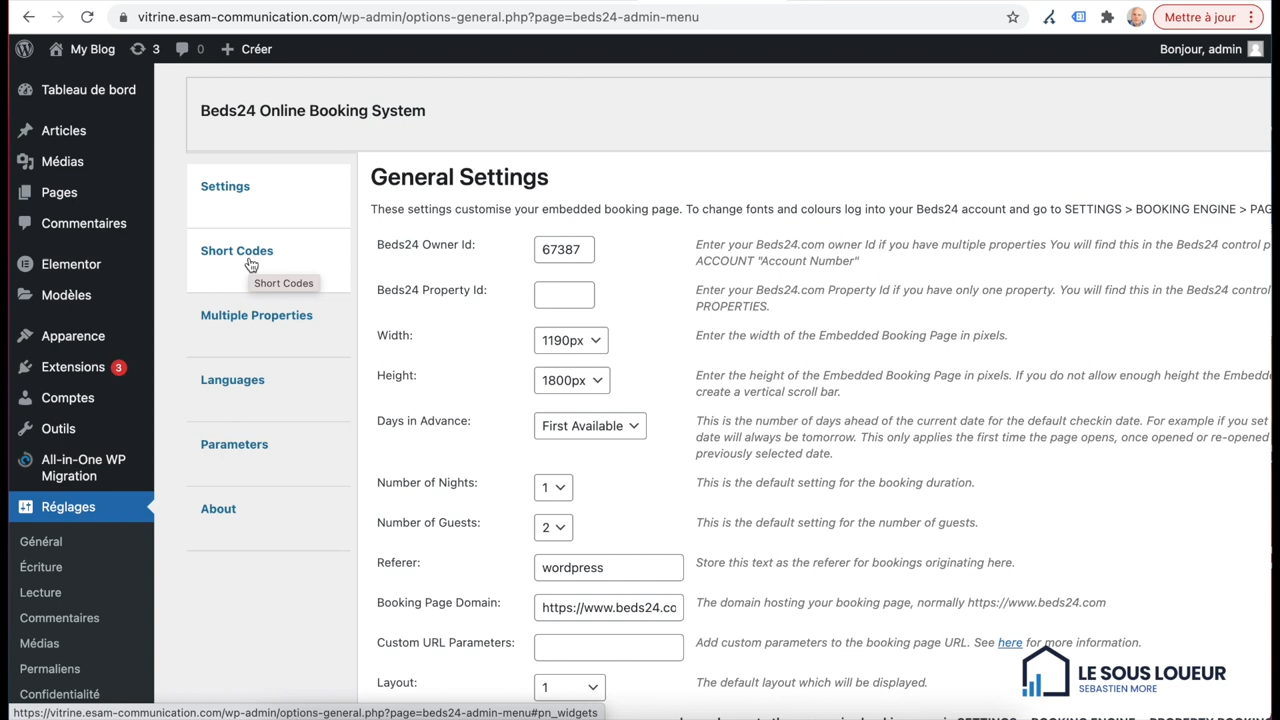 vitrine.esam-communication.com/wp-admin/options-general.php?page=beds24-admin-menu
Mettre à jour
My Blog
3
0
Créer
Bonjour, admin
Tableau de bord
Articles
Médias
Pages
Commentaires
Elementor
Modèles
Apparence
Extensions 3
Comptes
Outils
All-in-One WP
Migration
Réglages
Général
Écriture
Lecture
Commentaires
Médias
Permaliens
Confidentialité
Beds24 Online Booking System
Settings
Short Codes
Short Codes
Multiple Properties
Languages
Parameters
About
General Settings
These settings customise your embedded booking page. To change fonts and colours log into your Beds24 account and go to SETTINGS > BOOKING ENGINE > PAG
Beds24 Owner Id:
67387
Enter your Beds24.com owner Id if you have multiple properties You will find this in the Beds24 control p
ACCOUNT "Account Number"
Beds24 Property Id:
Enter your Beds24.com Property Id if you have only one property. You will find this in the Beds24 control
PROPERTIES.
Width:
1190px
Enter the width of the Embedded Booking Page in pixels.
Height:
1800px
Enter the height of the Embedded Booking Page in pixels. If you do not allow enough height the Embedd
create a vertical scroll bar.
Days in Advance:
First Available
This is the number of days ahead of the current date for the default checkin date. For example if you set
date will always be tomorrow. This only applies the first time the page opens, once opened or re-opened
previously selected date.
Number of Nights:
1
This is the default setting for the booking duration.
Number of Guests:
2
This is the default setting for the number of guests.
Referer:
wordpress
Store this text as the referer for bookings originating here.
Booking Page Domain:
https://www.beds24.co
The domain hosting your booking page, normally https://www.beds24.com
Custom URL Parameters:
Add custom parameters to the booking page URL. See here for more information.
Layout:
1
The default layout which will be displayed.
LE SOUS LOUEUR
SEBASTIEN MORE
https://vitrine.esam-communication.com/wp-admin/options-general.php?page=beds24-admin-menu#pn_widgets